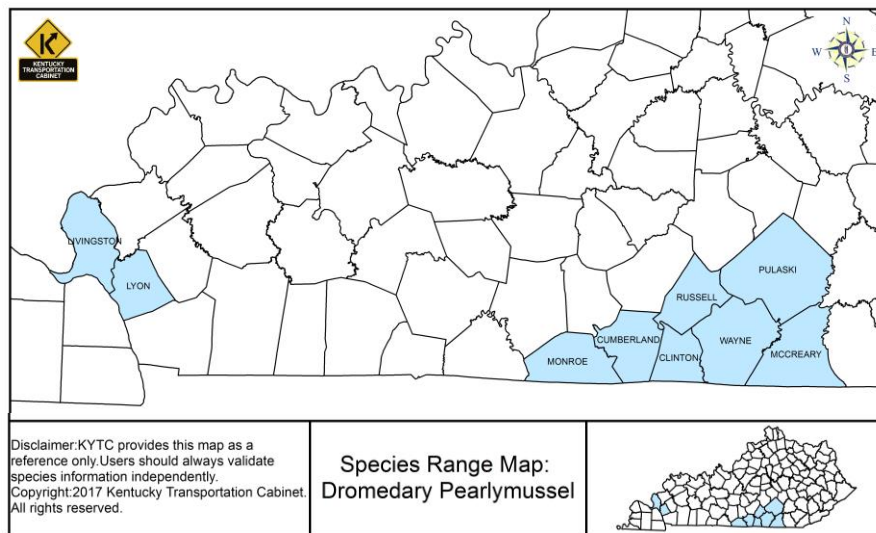 KENTUCKY
TRANSPORTATION
CABINET
N
W
E
S
LIVINGSTON
LYON
PULASKI
RUSSELL
CUMBERLAND
WAYNE
MONROE
CLINTON
MCCREARY
Disclaimer:KYTC provides this map as a
reference only.Users should always validate
species information independently.
Copyright:2017 Kentucky Transportation Cabinet.
All rights reserved.
Species Range Map:
Dromedary Pearlymussel